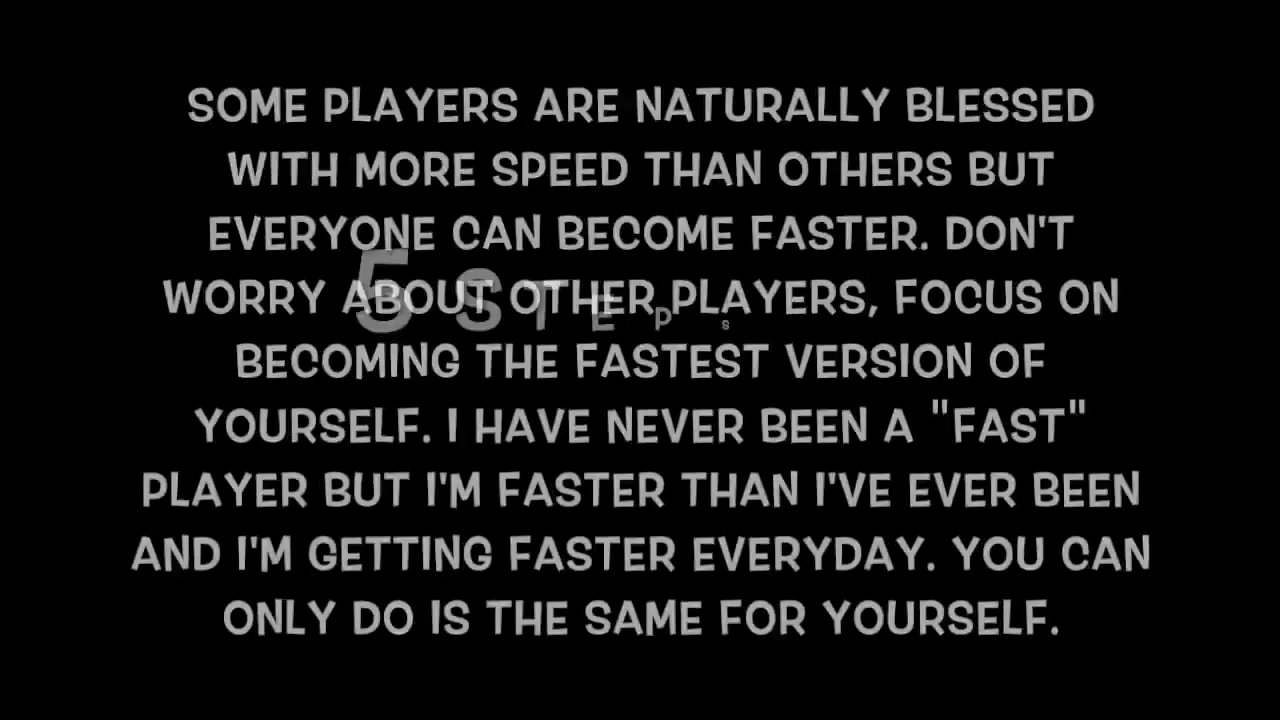 SOME PLAYERS ARE NATURALLY BLESSED
WITH MORE SPEED THAN OTHERS BUT
EVERYONE CAN BECOME FASTER. DON'T
WORRY ABOUT OTHER PLAYERS, FOCUS ON
5 STEPS
BECOMING THE FASTEST VERSION OF
YOURSELF. I HAVE NEVER BEEN A "FAST"
PLAYER BUT I'M FASTER THAN I'VE EVER BEEN
AND I'M GETTING FASTER EVERYDAY. YOU CAN
ONLY DO IS THE SAME FOR YOURSELF.